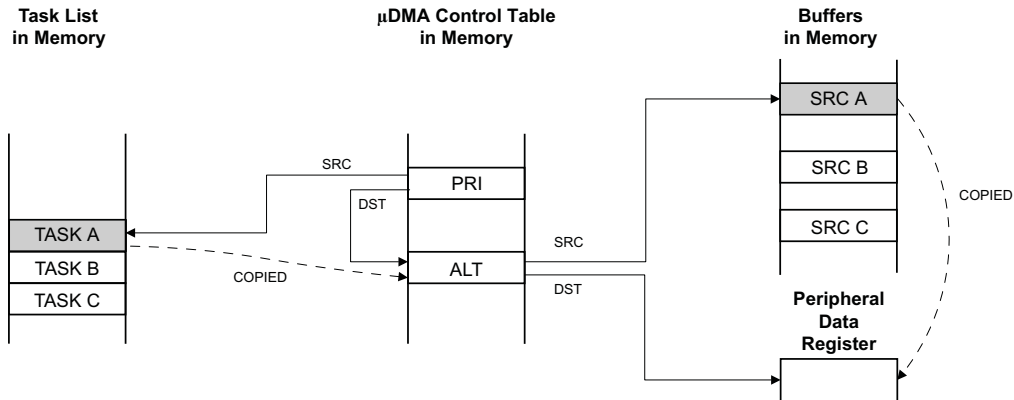 Task List
in Memory
µDMA Control Table
in Memory
Buffers
in Memory
SRC A
SRC
PRI
SRC B
COPIED
DST
SRC C
TASK A
SRC
TASK B
COPIED
ALT
DST
TASK C
Peripheral
Data
Register